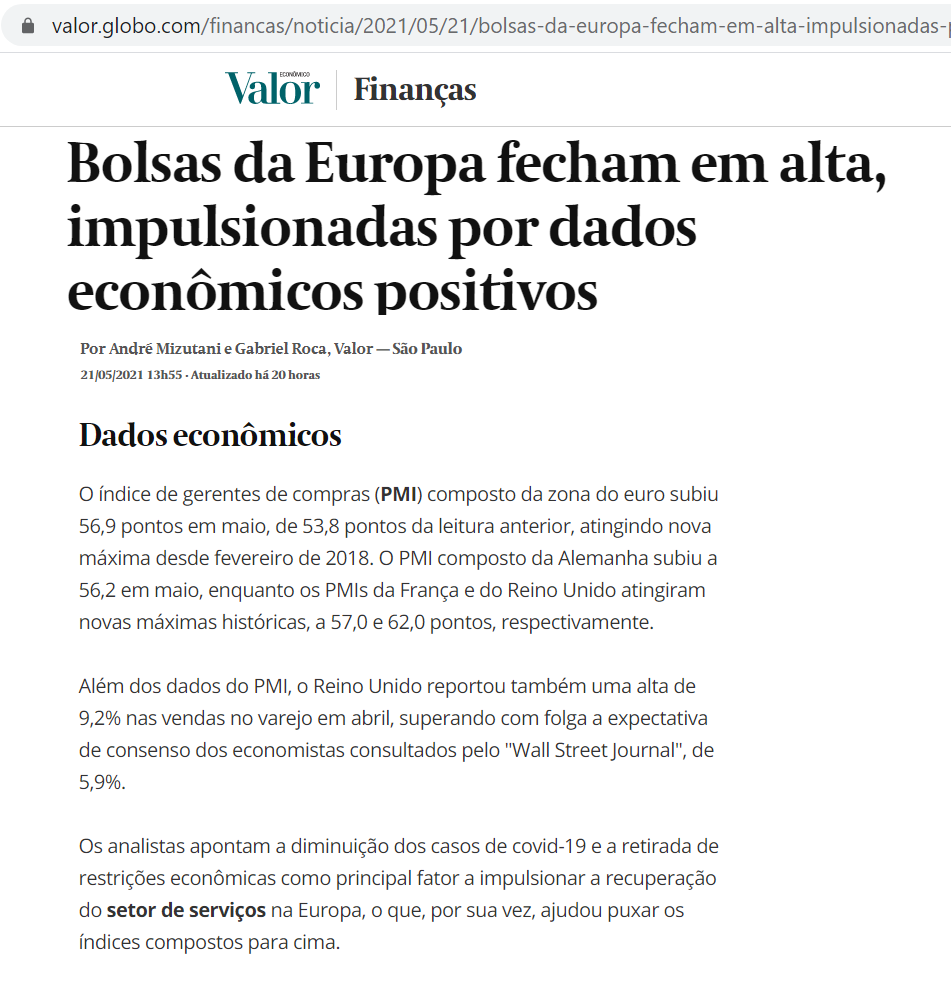 valor.globo.com/financas/noticia/2021/05/21/bolsas-da-europa-fecham-em-alta-impulsionadas-p
Valor ECONÔMICO | Finanças
Bolsas da Europa fecham em alta,
impulsionadas por dados
econômicos positivos
Por André Mizutani e Gabriel Roca, Valor — São Paulo
21/05/2021 13h55 · Atualizado há 20 horas
Dados econômicos
O índice de gerentes de compras (PMI) composto da zona do euro subiu
56,9 pontos em maio, de 53,8 pontos da leitura anterior, atingindo nova
máxima desde fevereiro de 2018. O PMI composto da Alemanha subiu a
56,2 em maio, enquanto os PMIs da França e do Reino Unido atingiram
novas máximas históricas, a 57,0 e 62,0 pontos, respectivamente.
Além dos dados do PMI, o Reino Unido reportou também uma alta de
9,2% nas vendas no varejo em abril, superando com folga a expectativa
de consenso dos economistas consultados pelo "Wall Street Journal", de
5,9%.
Os analistas apontam a diminuição dos casos de covid-19 e a retirada de
restrições econômicas como principal fator a impulsionar a recuperação
do setor de serviços na Europa, o que, por sua vez, ajudou puxar os
índices compostos para cima.